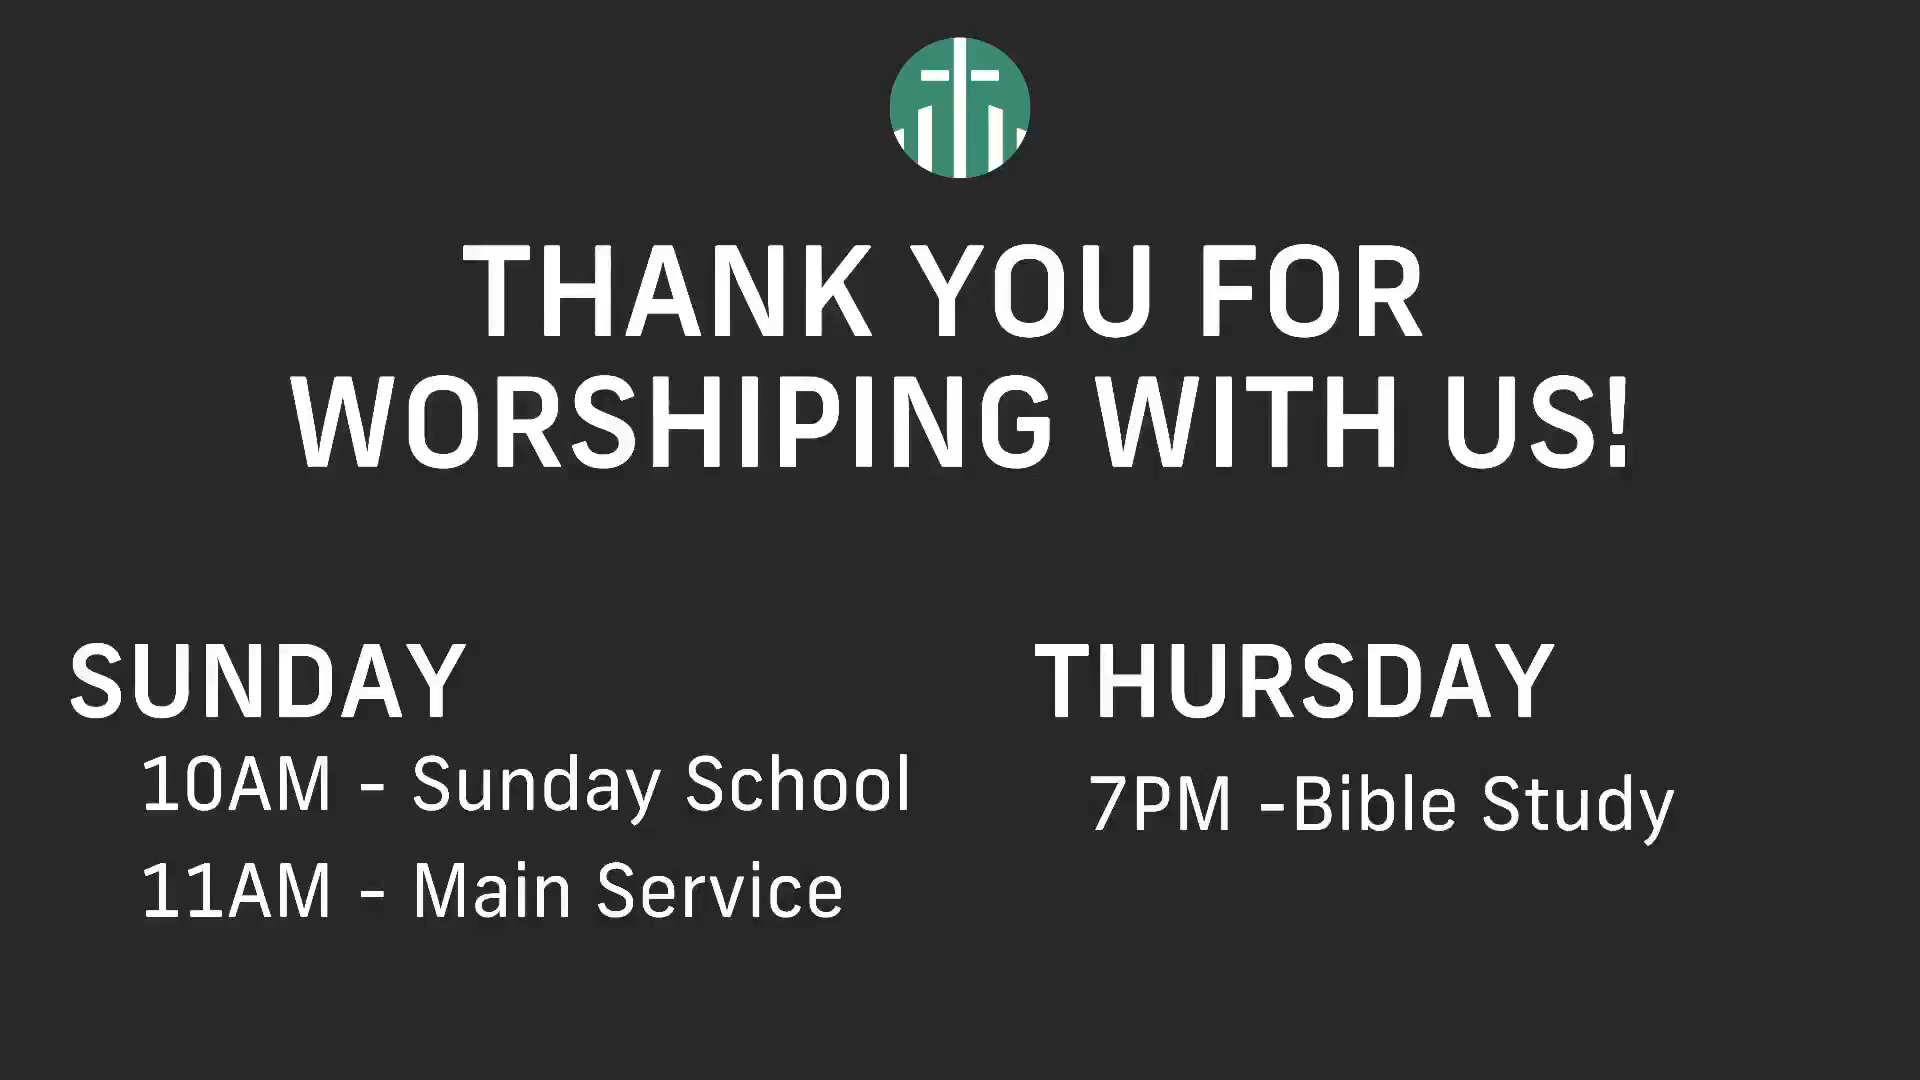 THANK YOU FOR
WORSHIPING WITH US!
SUNDAY
10AM - Sunday School
11AM - Main Service
THURSDAY
7PM -Bible Study